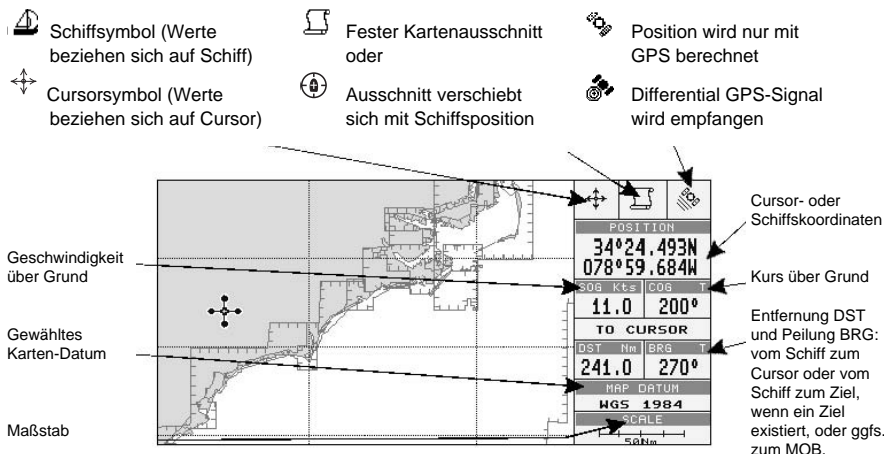 Schiffsymbol (Werte
beziehen sich auf Schiff)
Cursorsymbol (Werte
beziehen sich auf Cursor)
Fester Kartenausschnitt
oder
Ausschnitt verschiebt
sich mit Schiffsposition
Position wird nur mit
GPS berechnet
Differential GPS-Signal
wird empfangen
Geschwindigkeit
über Grund
Gewähltes
Karten-Datum
Maßstab
POSITION
34°24.493N
078°59.684W
SOG Kts COG T
11.0 200°
TO CURSOR
DST Nm BRG T
241.0 270°
MAP DATUM
WGS 1984
SCALE
50Nm
Cursor- oder
Schiffskoordinaten
Kurs über Grund
Entfernung DST
und Peilung BRG:
vom Schiff zum
Cursor oder vom
Schiff zum Ziel,
wenn ein Ziel
existiert, oder ggfs.
zum MOB.